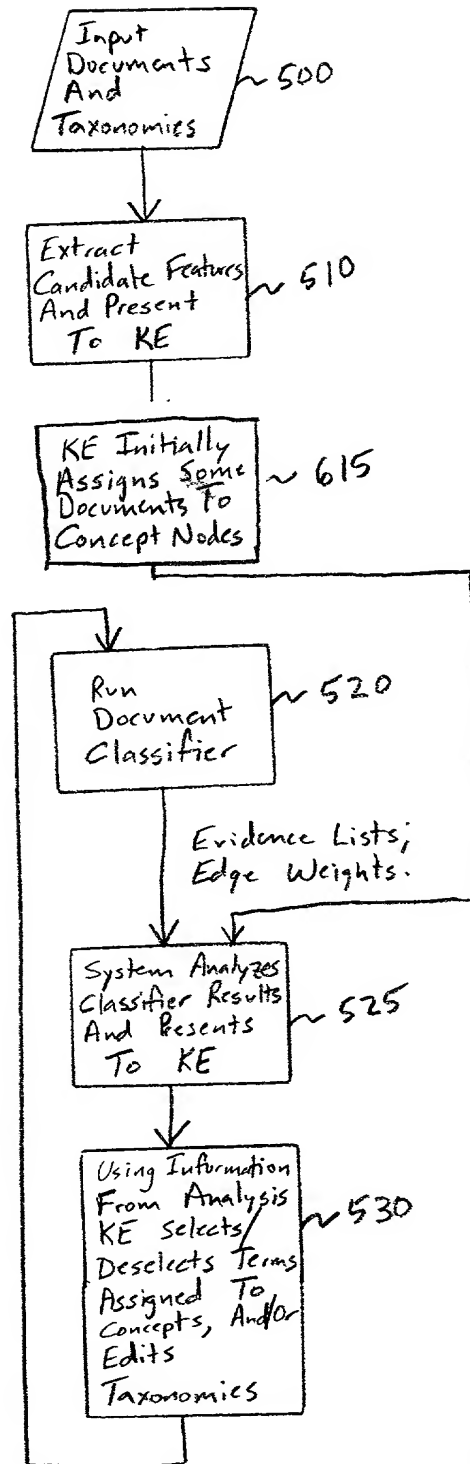 Input
Documents
And
Taxonomies
500
Extract
Candidate Features
And Present
To KE
510
KE Initially
Assigns Some
Documents To
Concept Nodes
615
Run
Document
Classifier
520
Evidence Lists;
Edge Weights.
System Analyzes
Classifier Results
And Presents
To KE
525
Using Information
From Analysis
KE Selects/
Deselects Terms
Assigned To
Concepts, And/Or
Edits
Taxonomies
530